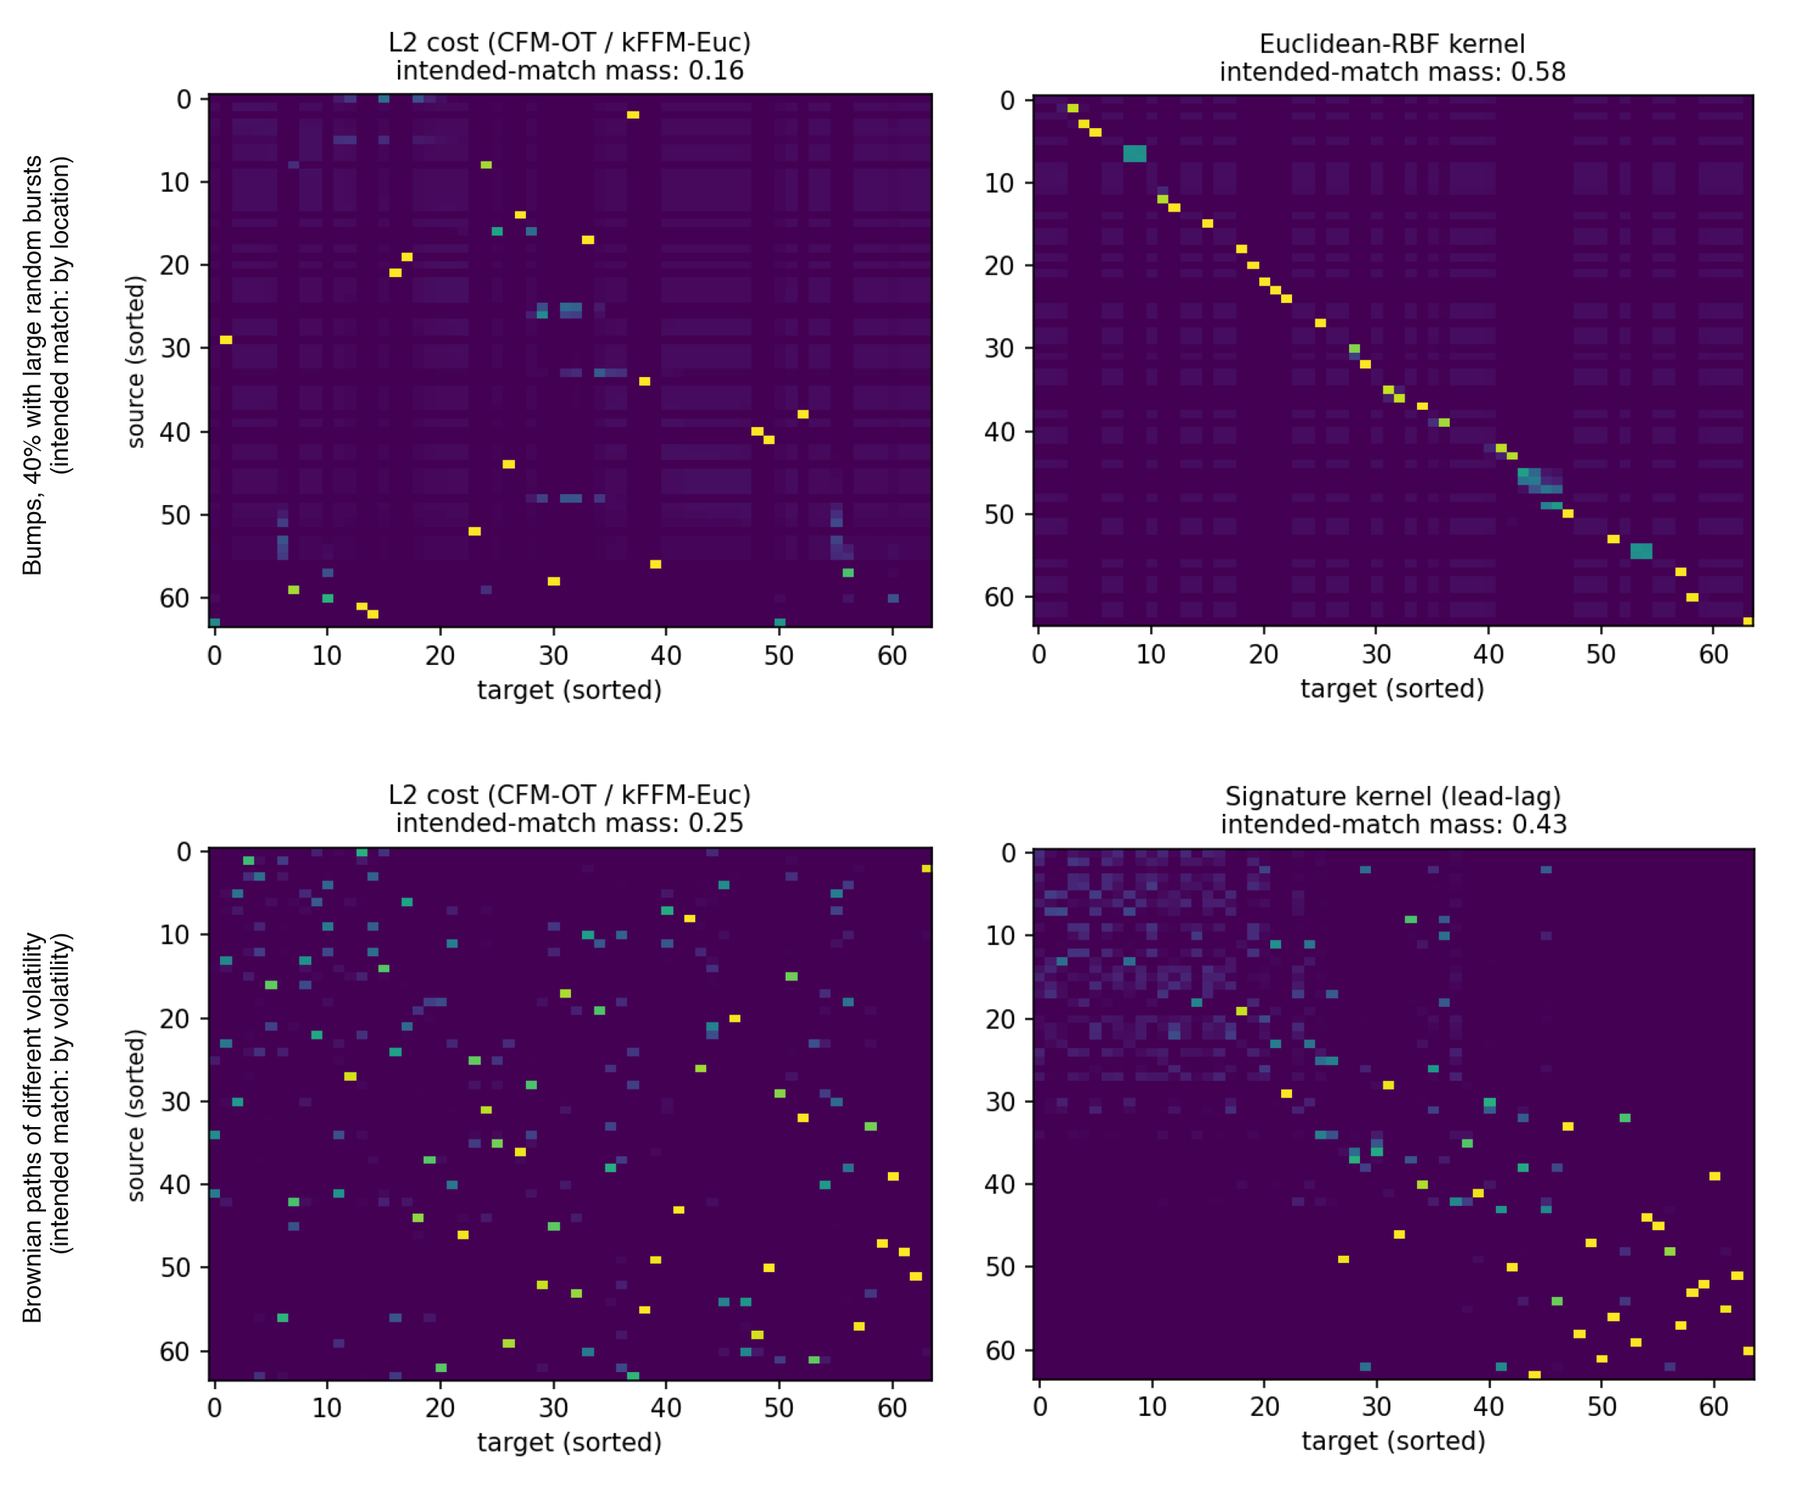 L2 cost (CFM-OT / kFFM-Euc)
intended-match mass: 0.16
Bumps, 40% with large random bursts
(intended match: by location)
source (sorted)
0
10
20
30
40
50
60
0 10 20 30 40 50 60
target (sorted)
Euclidean-RBF kernel
intended-match mass: 0.58
0
10
20
30
40
50
60
0 10 20 30 40 50 60
target (sorted)
L2 cost (CFM-OT / kFFM-Euc)
intended-match mass: 0.25
Brownian paths of different volatility
(intended match: by volatility)
source (sorted)
0
10
20
30
40
50
60
0 10 20 30 40 50 60
target (sorted)
Signature kernel (lead-lag)
intended-match mass: 0.43
0
10
20
30
40
50
60
0 10 20 30 40 50 60
target (sorted)